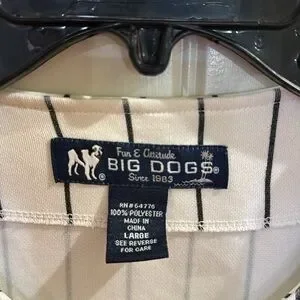 Fun & Attitude
BIG DOGS®
®
Since 1983
RN# 64776
100% POLYESTER
MADE IN
CHINA
LARGE
SEE REVERSE
FOR CARE